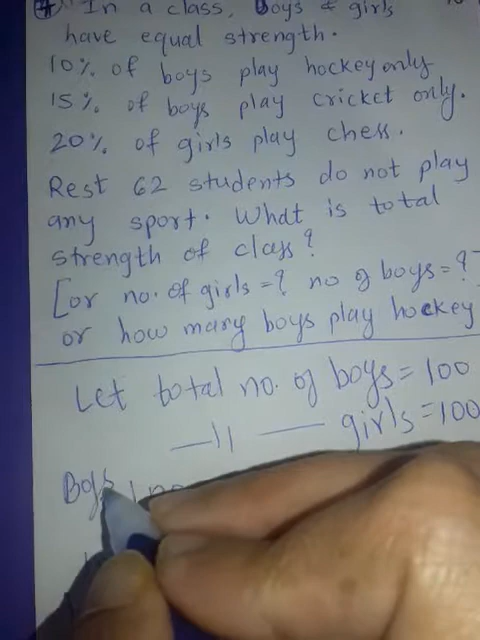 In a class, Boys & girls
have equal strength.
10% of boys play hockey only
15% of boys play cricket only.
20% of girls play chess.
Rest 62 students do not play
any sport. What is total
strength of class?
[or no. of girls =? no of boys = ?
or how many boys play hockey
Let total no. of boys = 100
—11 — girls = 100
Boys